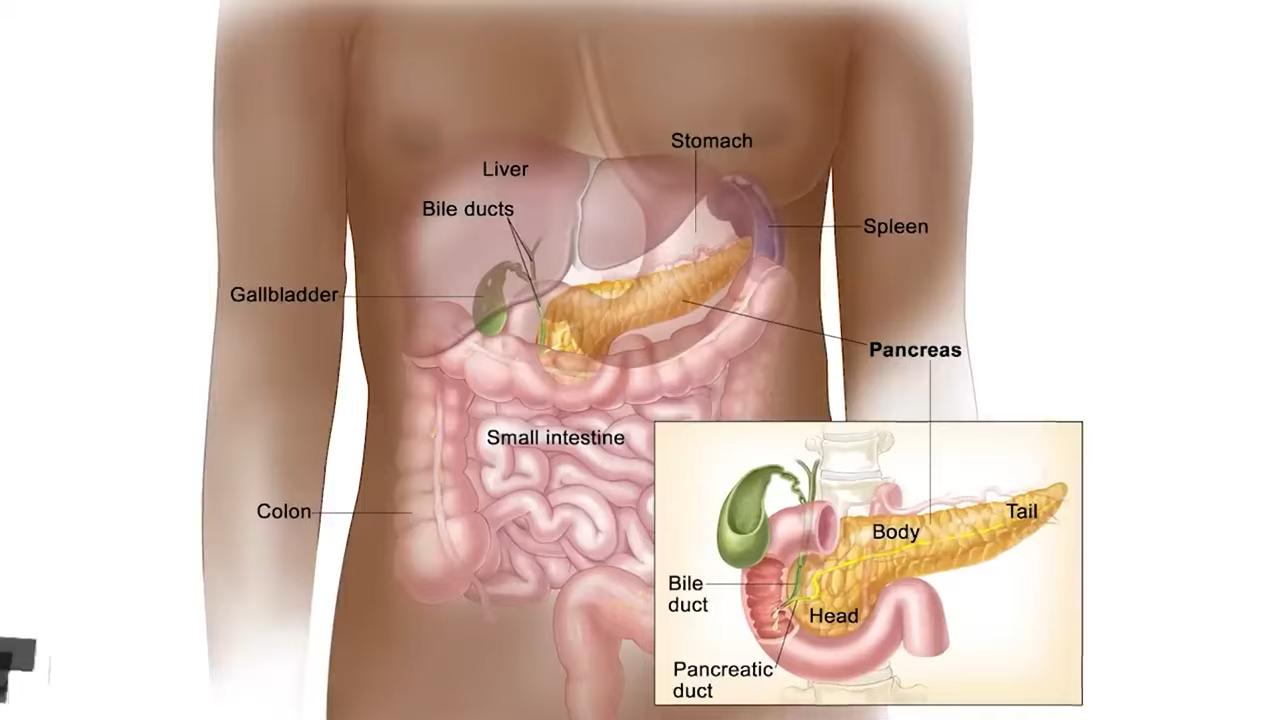 Stomach
Liver
Bile ducts
Spleen
Gallbladder
Pancreas
Small intestine
Colon
Tail
Body
Bile
duct
Head
Pancreatic
duct